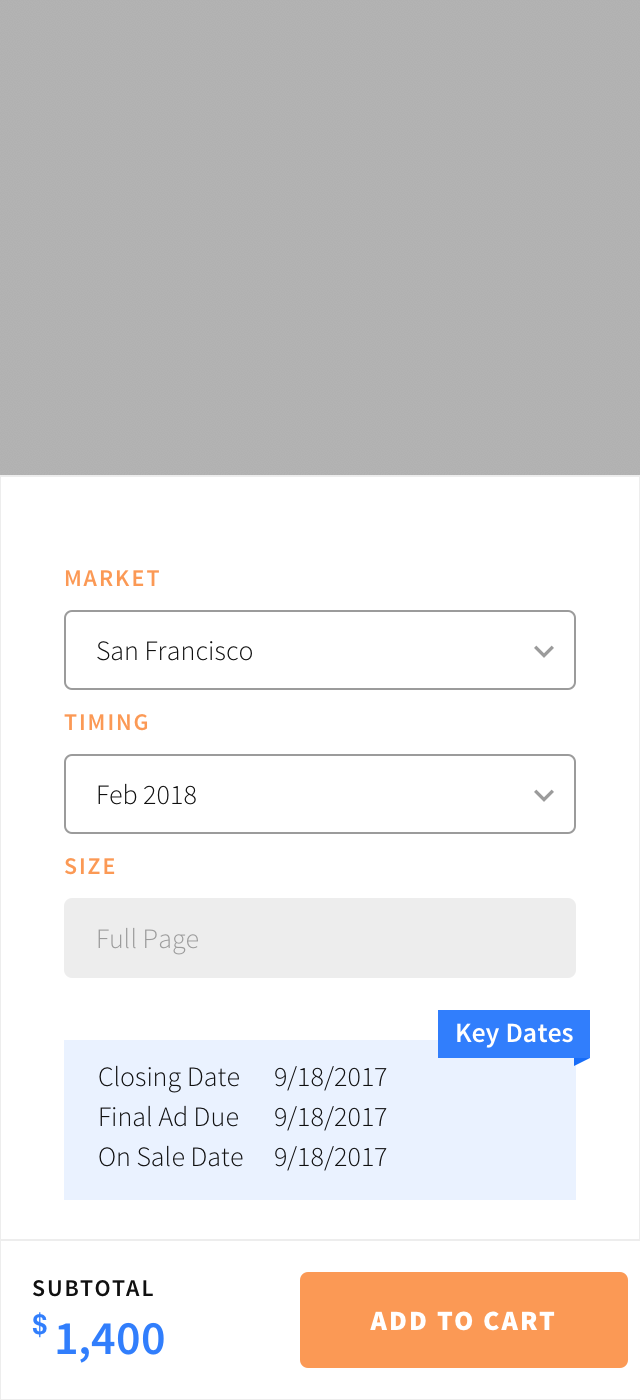 MARKET
San Francisco
TIMING
Feb 2018
SIZE
Full Page
Key Dates
Closing Date 9/18/2017
Final Ad Due 9/18/2017
On Sale Date 9/18/2017
SUBTOTAL
$ 1,400
ADD TO CART